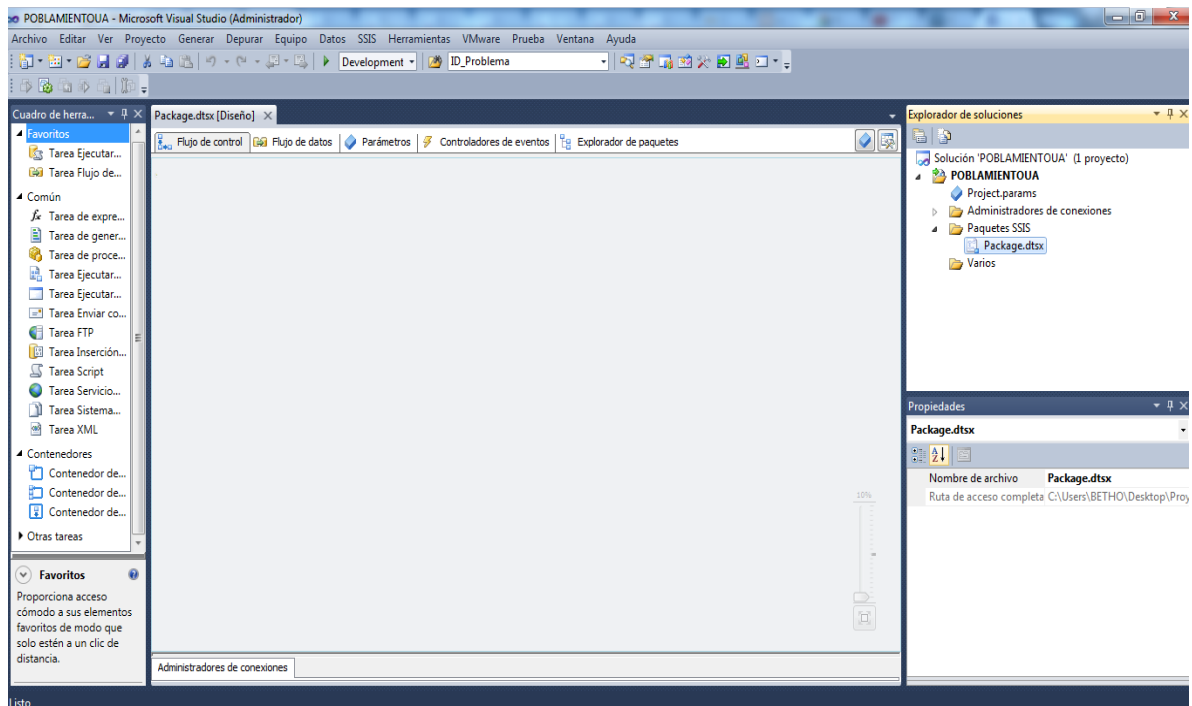 POBLAMIENTOUA - Microsoft Visual Studio (Administrador)
Archivo Editar Ver Proyecto Generar Depurar Equipo Datos SSIS Herramientas VMware Prueba Ventana Ayuda
Development ID_Problema
Cuadro de herra...
Favoritos
Tarea Ejecutar...
Tarea Flujo de...
Común
Tarea de expre...
Tarea de gener...
Tarea de proce...
Tarea Ejecutar...
Tarea Ejecutar...
Tarea Enviar co...
Tarea FTP
Tarea Inserción...
Tarea Script
Tarea Servicio...
Tarea Sistema...
Tarea XML
Contenedores
Contenedor de...
Contenedor de...
Contenedor de...
Otras tareas
Favoritos
Proporciona acceso
cómodo a sus elementos
favoritos de modo que
solo estén a un clic de
distancia.
Package.dtsx [Diseño]
Flujo de control Flujo de datos Parámetros Controladores de eventos Explorador de paquetes
10%
Administradores de conexiones
Explorador de soluciones
Solución 'POBLAMIENTOUA' (1 proyecto)
POBLAMIENTOUA
Project.params
Administradores de conexiones
Paquetes SSIS
Package.dtsx
Varios
Propiedades
Package.dtsx
Nombre de archivo Package.dtsx
Ruta de acceso completa C:\Users\BETHO\Desktop\Proy
Listo